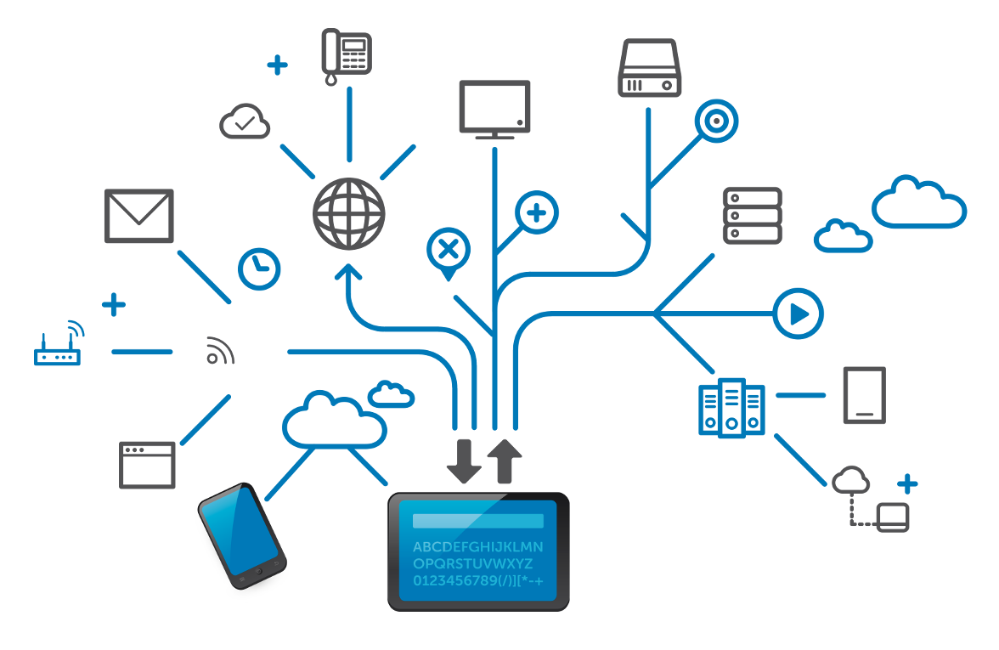 ABCDEFGHIJKLMN
OPQRSTUVWXYZ
0123456789(/)][*-+